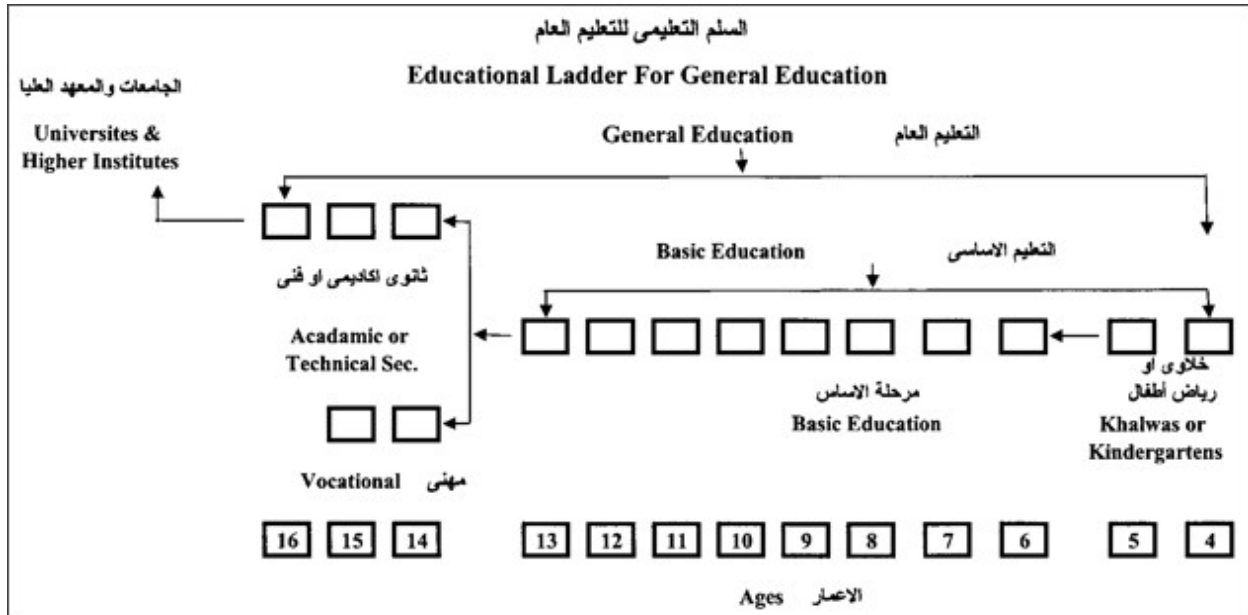 السلم التعليمى للتعليم العام
Educational Ladder For General Education
الجامعات والمعهد العليا
Universites &
Higher Institutes
General Education التعليم العام
Basic Education التعليم الاساسى
ثانوى اكاديمى او فنى
Acadamic or
Technical Sec.
خلاوى او
رياض أطفال
مرحلة الاساس
Basic Education
Khalwas or
Kindergartens
Vocational مهنى
16 15 14 13 12 11 10 9 8 7 6 5 4
Ages الاعمار